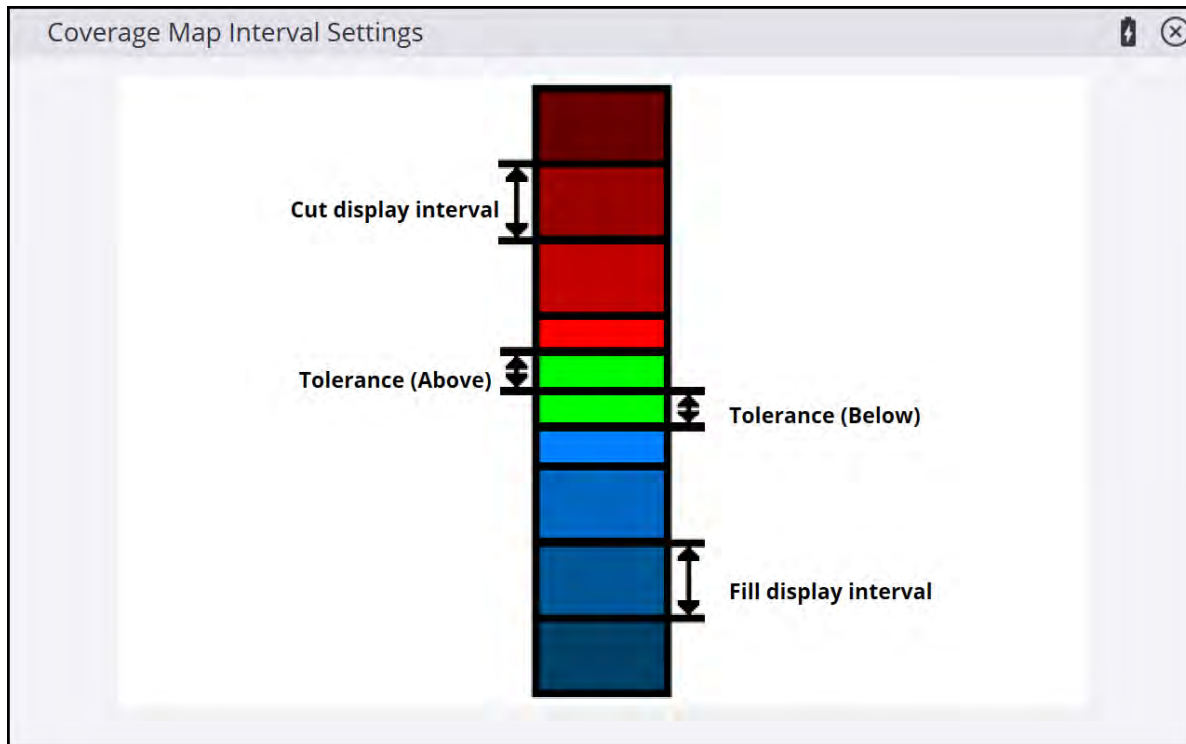 Coverage Map Interval Settings
Cut display interval
Tolerance (Above)
Tolerance (Below)
Fill display interval